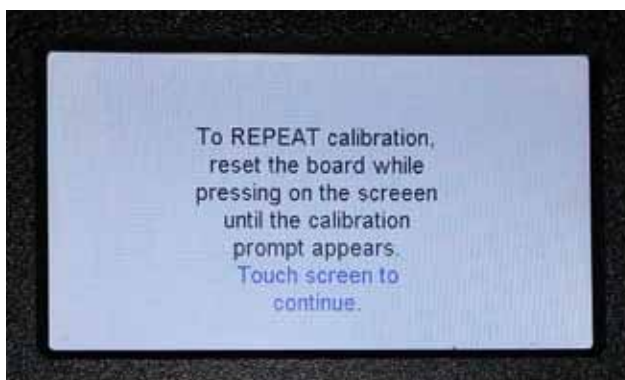 To REPEAT calibration,
reset the board while
pressing on the screeen
until the calibration
prompt appears.
Touch screen to
continue.